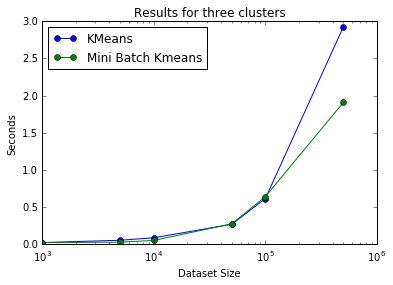 Results for three clusters
KMeans
Mini Batch Kmeans
Seconds
3.0
2.5
2.0
1.5
1.0
0.5
0.0
10³ 10⁴ 10⁵ 10⁶
Dataset Size